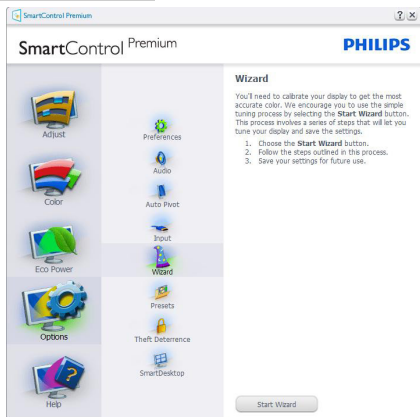 SmartControl Premium
SmartControl Premium
PHILIPS
Adjust
Color
Eco Power
Options
Help
Preferences
Audio
Auto Pivot
Input
Wizard
Presets
Theft Deterrence
SmartDesktop
Wizard
You'll need to calibrate your display to get the most
accurate color. We encourage you to use the simple
tuning process by selecting the Start Wizard button.
This process involves a series of steps that will let you
tune your display and save the settings.
1. Choose the Start Wizard button.
2. Follow the steps outlined in this process.
3. Save your settings for future use.
Start Wizard